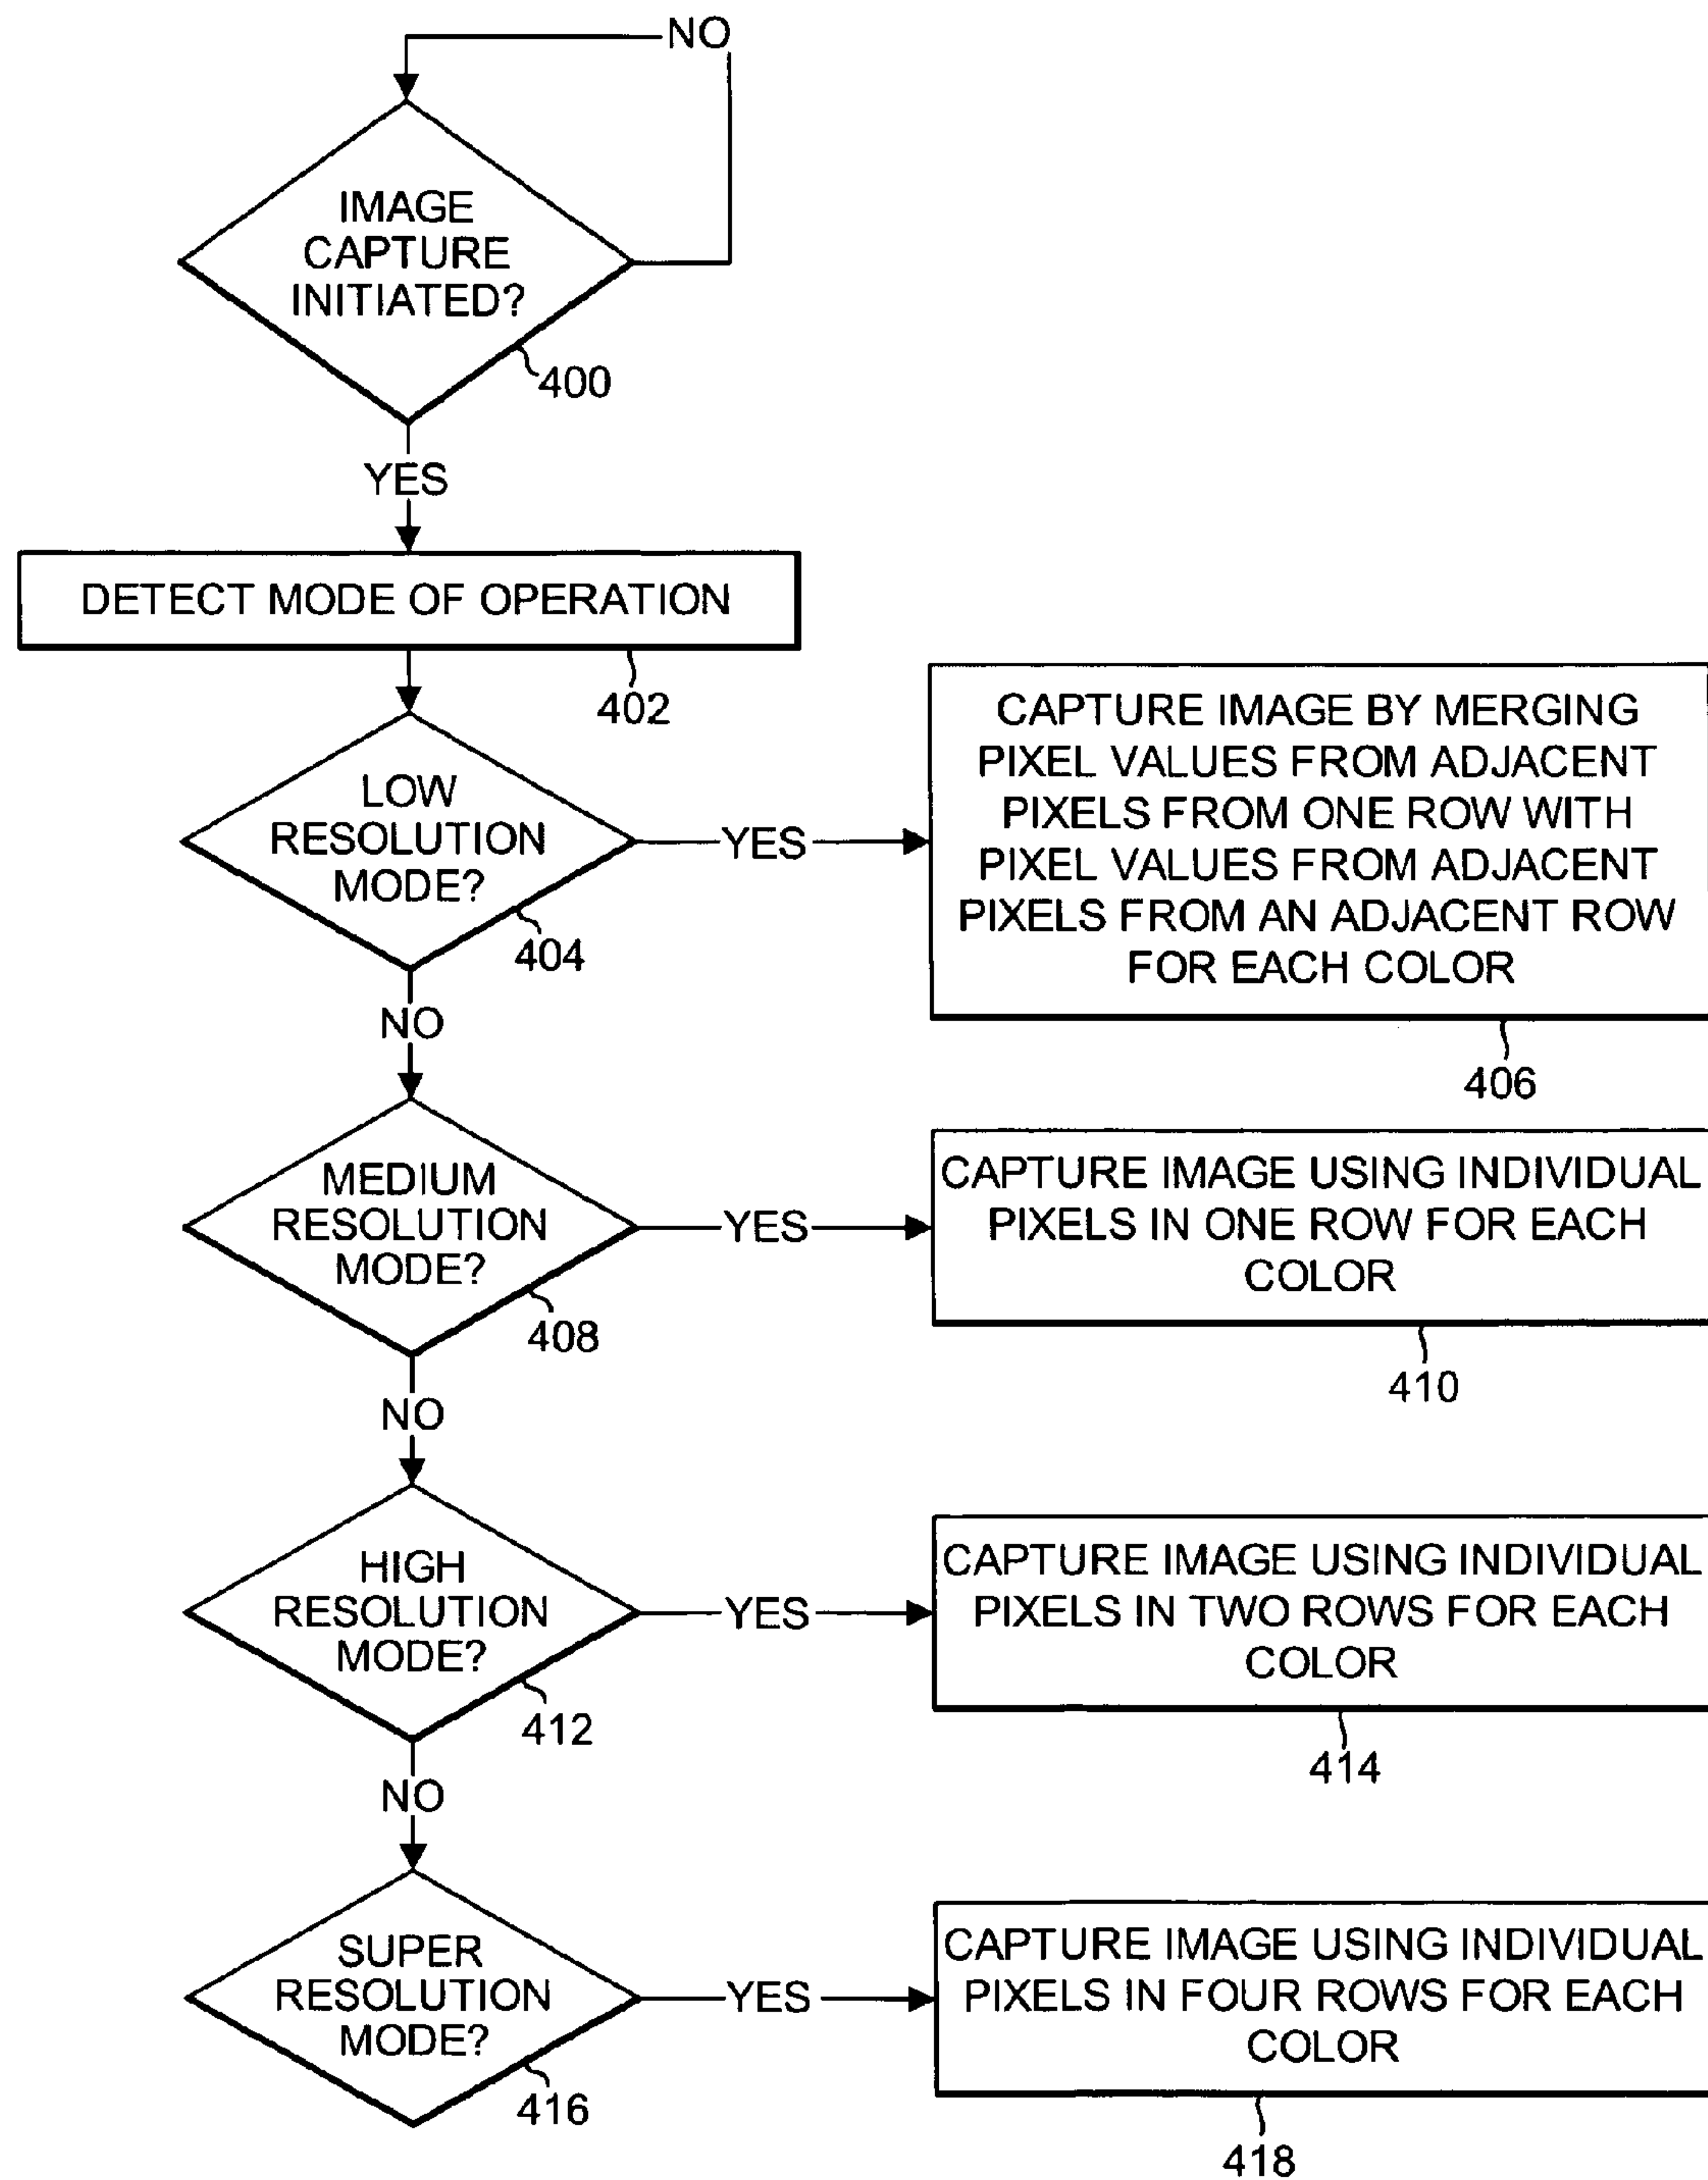 NO
IMAGE
CAPTURE
INITIATED?
400
YES
DETECT MODE OF OPERATION
402
LOW
RESOLUTION
MODE?
404
YES
CAPTURE IMAGE BY MERGING
PIXEL VALUES FROM ADJACENT
PIXELS FROM ONE ROW WITH
PIXEL VALUES FROM ADJACENT
PIXELS FROM AN ADJACENT ROW
FOR EACH COLOR
406
NO
MEDIUM
RESOLUTION
MODE?
408
YES
CAPTURE IMAGE USING INDIVIDUAL
PIXELS IN ONE ROW FOR EACH
COLOR
410
NO
HIGH
RESOLUTION
MODE?
412
YES
CAPTURE IMAGE USING INDIVIDUAL
PIXELS IN TWO ROWS FOR EACH
COLOR
414
NO
SUPER
RESOLUTION
MODE?
416
YES
CAPTURE IMAGE USING INDIVIDUAL
PIXELS IN FOUR ROWS FOR EACH
COLOR
418